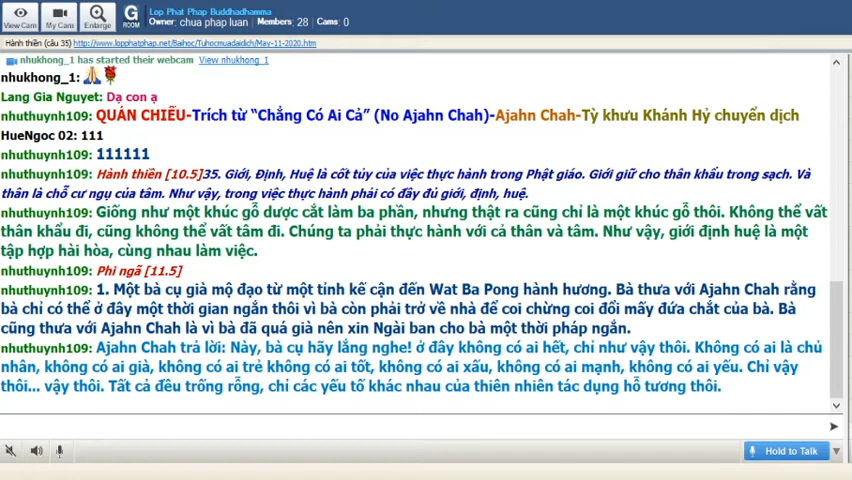 Lop Phat Phap Buddhadhamma
Owner: chua phap luan Members: 28 Cams: 0
View Cam
My Cam
Enlarge
G
ROOM
Hành thiền (câu 35) http://www.lopphatphap.net/Baihoc/Tuhocmuadaidich/May-11-2020.htm
nhukhong_1 has started their webcam View nhukhong_1
nhukhong_1:
Lang Gia Nguyet: Dạ con ạ
nhuthuynh109: QUÁN CHIẾU-Trích từ “Chẳng Có Ai Cả” (No Ajahn Chah)-Ajahn Chah-Tỳ khưu Khánh Hỷ chuyển dịch
HueNgoc 02: 111
nhuthuynh109: 111111
nhuthuynh109: Hành thiền [10.5]35. Giới, Định, Huệ là cốt tủy của việc thực hành trong Phật giáo. Giới giữ cho thân khẩu trong sạch. Và
thân là chỗ cư ngụ của tâm. Như vậy, trong việc thực hành phải có đầy đủ giới, định, huệ.
nhuthuynh109: Giống như một khúc gỗ dược cắt làm ba phần, nhưng thật ra cũng chỉ là một khúc gỗ thôi. Không thể vất
thân khẩu đi, cũng không thể vất tâm đi. Chúng ta phải thực hành với cả thân và tâm. Như vậy, giới định huệ là một
tập hợp hài hòa, cùng nhau làm việc.
nhuthuynh109: Phi ngã [11.5]
nhuthuynh109: 1. Một bà cụ già mộ đạo từ một tỉnh kế cận đến Wat Ba Pong hành hương. Bà thưa với Ajahn Chah rằng
bà chỉ có thể ở đây một thời gian ngắn thôi vì bà còn phải trở về nhà để coi chừng coi đổi mấy đứa chắt của bà. Bà
cũng thưa với Ajahn Chah là vì bà đã quá già nên xin Ngài ban cho bà một thời pháp ngắn.
nhuthuynh109: Ajahn Chah trả lời: Này, bà cụ hãy lắng nghe! ở đây không có ai hết, chỉ như vậy thôi. Không có ai là chủ
nhân, không có ai già, không có ai trẻ không có ai tốt, không có ai xấu, không có ai mạnh, không có ai yếu. Chỉ vậy
thôi... vậy thôi. Tất cả đều trống rỗng, chỉ các yếu tố khác nhau của thiên nhiên tác dụng hỗ tương thôi.
Hold to Talk